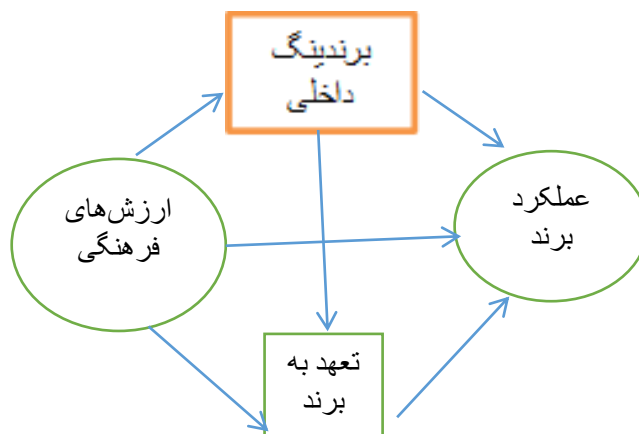 برندینگ
داخلی
ارزش‌های
فرهنگی
عملکرد
برند
تعهد به
برند